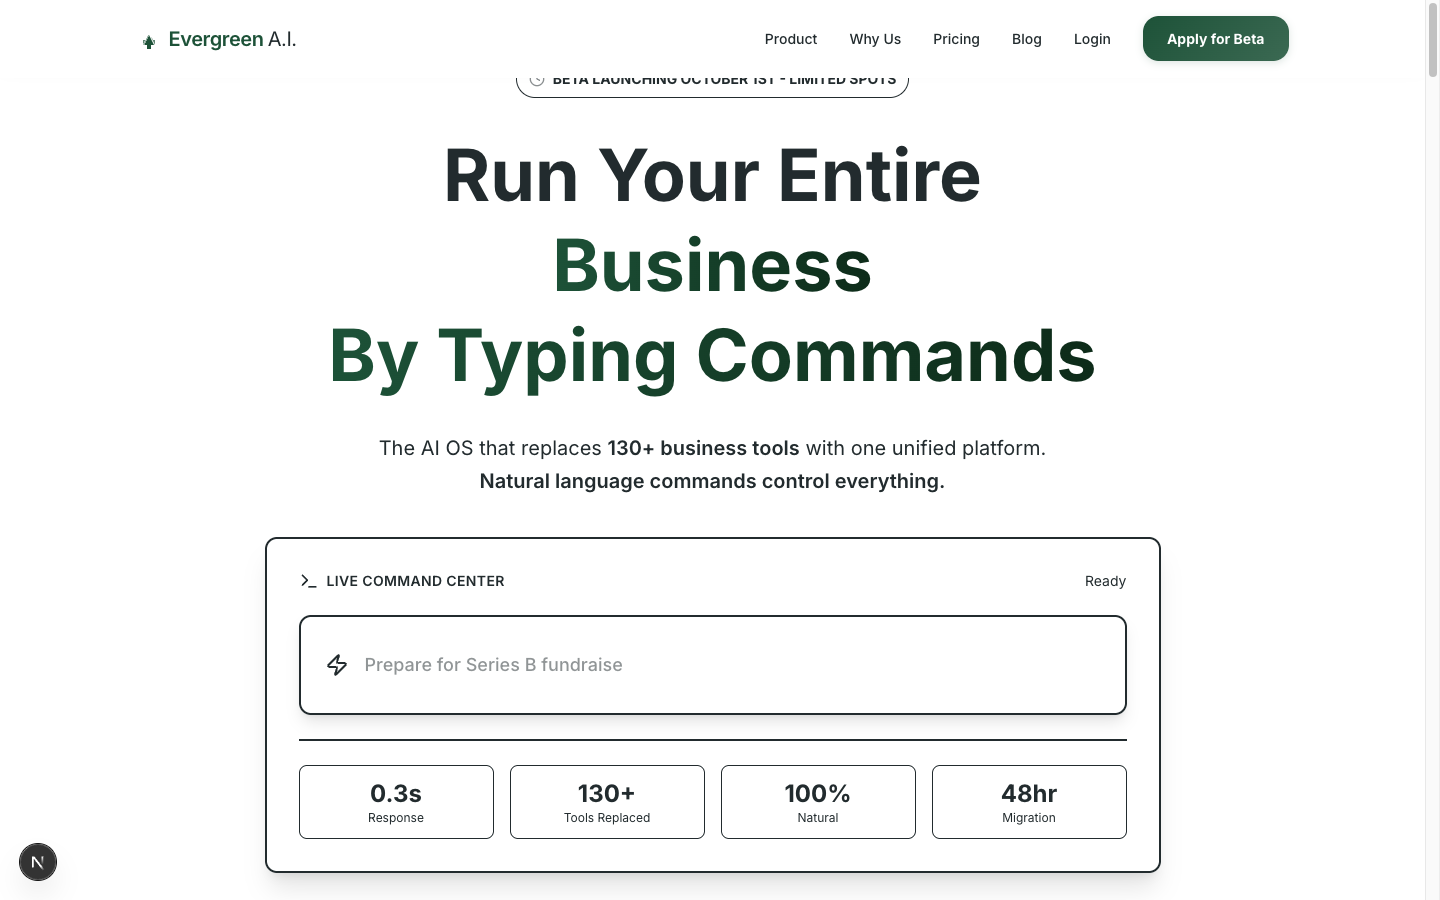 Evergreen A.I.
Product
Why Us
Pricing
Blog
Login
Apply for Beta
BETA LAUNCHING OCTOBER 1ST - LIMITED SPOTS
Run Your Entire
Business
By Typing Commands
The AI OS that replaces 130+ business tools with one unified platform.
Natural language commands control everything.
LIVE COMMAND CENTER
Ready
Prepare for Series B fundraise
0.3s
Response
130+
Tools Replaced
100%
Natural
48hr
Migration
N